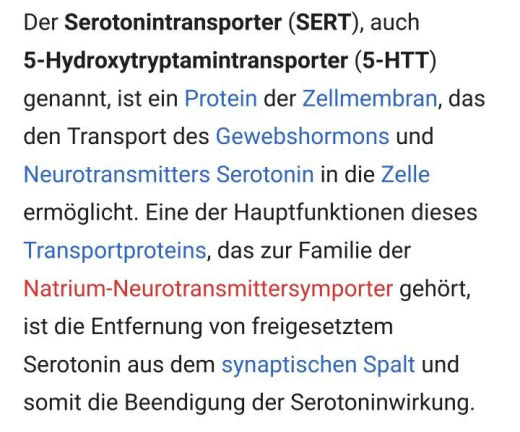 Der Serotonintransporter (SERT), auch
5-Hydroxytryptamintransporter (5-HTT)
genannt, ist ein Protein der Zellmembran, das
den Transport des Gewebshormons und
Neurotransmitters Serotonin in die Zelle
ermöglicht. Eine der Hauptfunktionen dieses
Transportproteins, das zur Familie der
Natrium-Neurotransmittersymporter gehört,
ist die Entfernung von freigesetztem
Serotonin aus dem synaptischen Spalt und
somit die Beendigung der Serotoninwirkung.